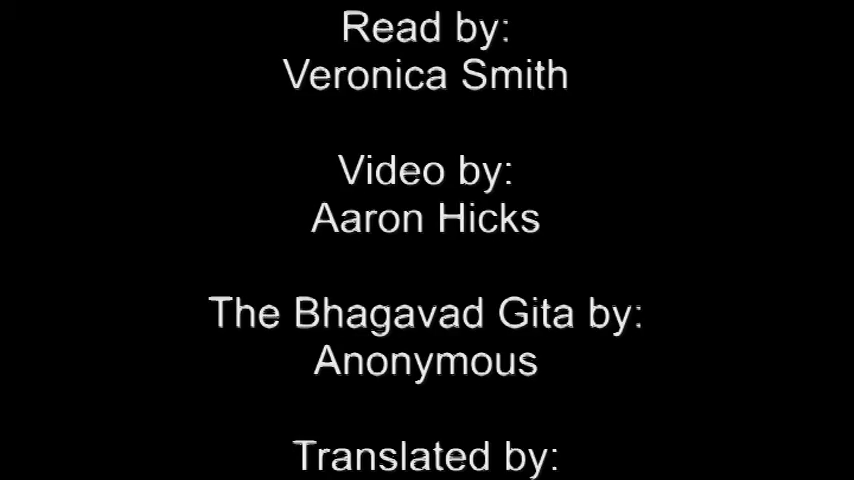 Read by:
Veronica Smith
Video by:
Aaron Hicks
The Bhagavad Gita by:
Anonymous
Translated by: